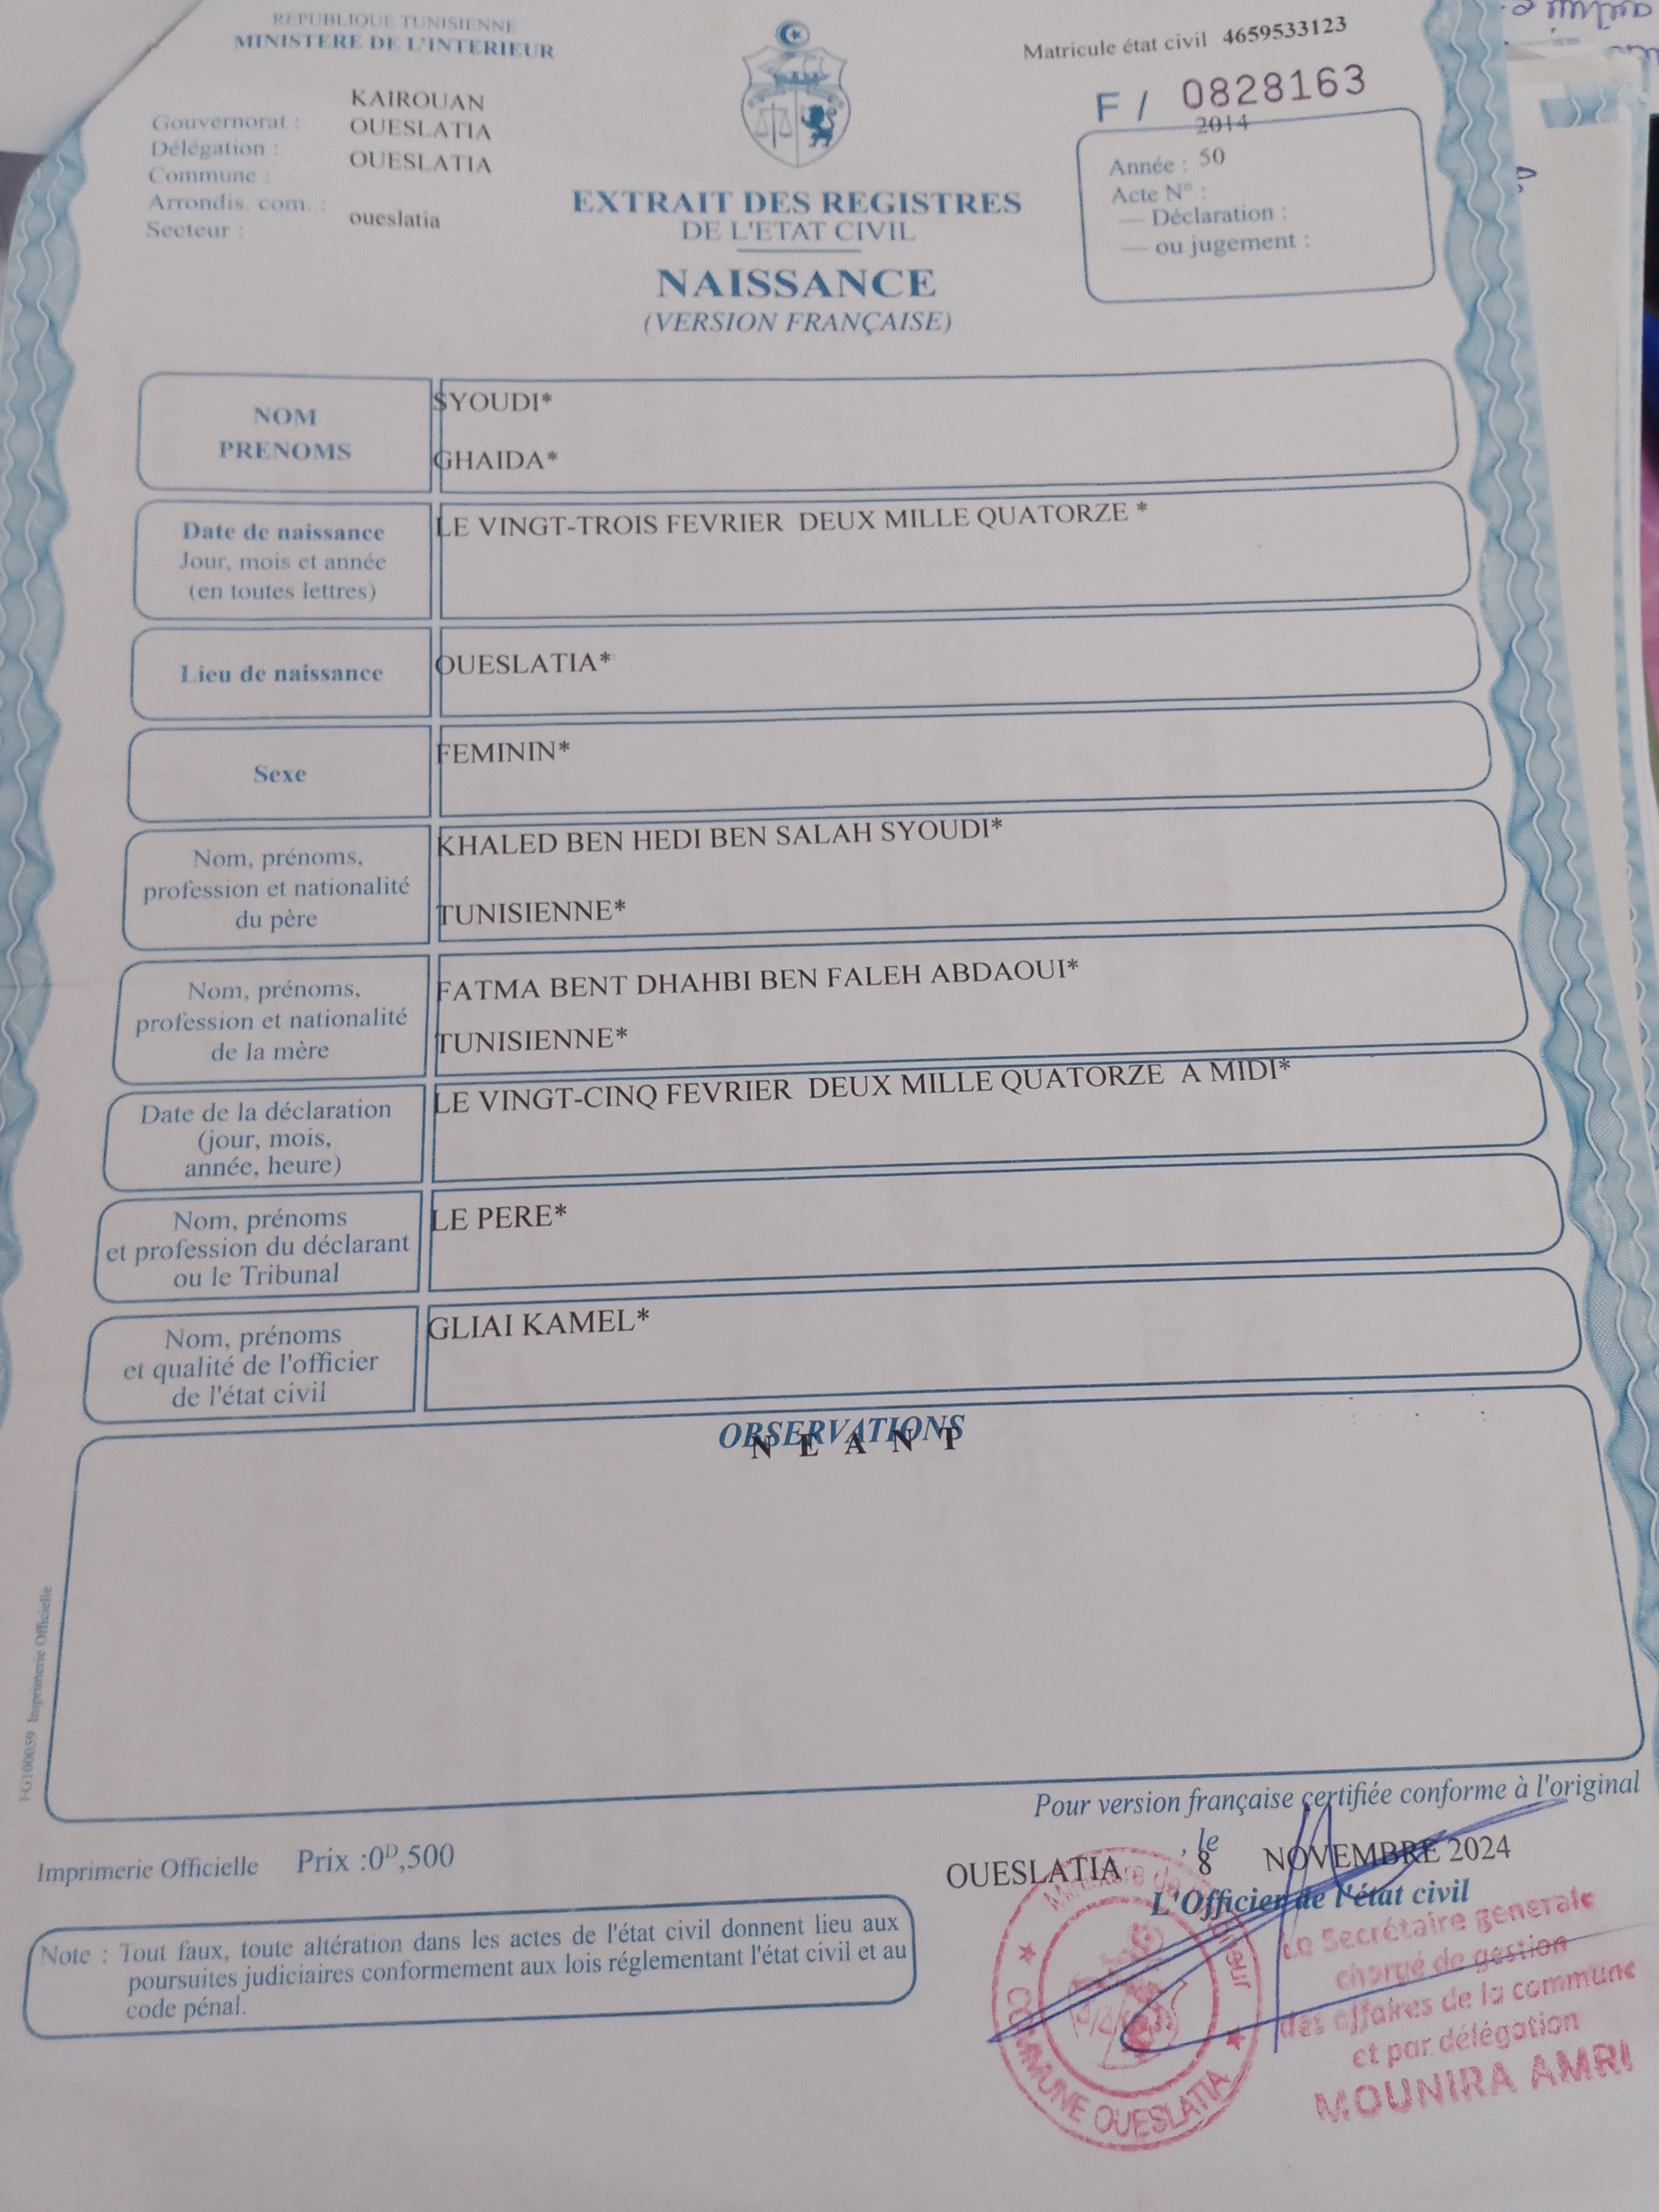 REPUBLIQUE TUNISIENNE
MINISTERE DE L'INTERIEUR
Matricule état civil 4659533123
F / 0828163
Gouvernorat : KAIROUAN
Délégation : OUESLATIA
Commune : OUESLATIA
Arrondis. com. :
Secteur : oueslatia
2014
Année : 50
Acte N° :
— Déclaration :
— ou jugement :
EXTRAIT DES REGISTRES
DE L'ETAT CIVIL
NAISSANCE
(VERSION FRANÇAISE)
NOM SYOUDI*
PRENOMS GHAIDA*
Date de naissance LE VINGT-TROIS FEVRIER DEUX MILLE QUATORZE *
Jour, mois et année
(en toutes lettres)
Lieu de naissance OUESLATIA*
Sexe FEMININ*
Nom, prénoms, KHALED BEN HEDI BEN SALAH SYOUDI*
profession et nationalité
du père TUNISIENNE*
Nom, prénoms, FATMA BENT DHAHBI BEN FALEH ABDAOUI*
profession et nationalité
de la mère TUNISIENNE*
Date de la déclaration LE VINGT-CINQ FEVRIER DEUX MILLE QUATORZE A MIDI*
(jour, mois,
année, heure)
Nom, prénoms LE PERE*
et profession du déclarant
ou le Tribunal
Nom, prénoms GLIAI KAMEL*
et qualité de l'officier
de l'état civil
OBSERVATIONS
N E A N T
FG100059 Imprimerie Officielle
Pour version française certifiée conforme à l'original
OUESLATIA , le 8 NOVEMBRE 2024
L'Officier de l'état civil
Imprimerie Officielle Prix :0D,500
Note : Tout faux, toute altération dans les actes de l'état civil donnent lieu aux
poursuites judiciaires conformement aux lois réglementant l'état civil et au
code pénal.
COMMUNE OUESLATIA
Le Secrétaire generale
chargé de gestion
des affaires de la commune
et par délégation
MOUNIRA AMRI